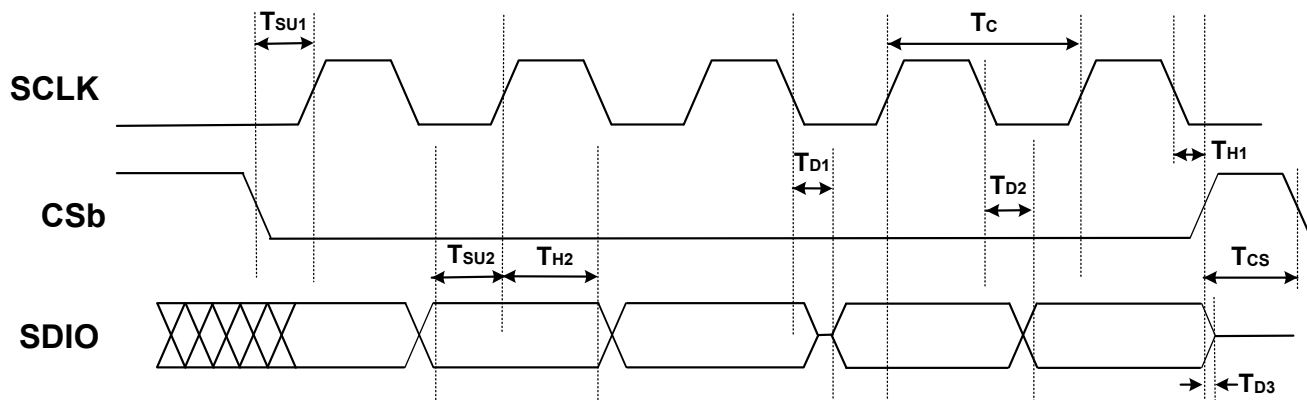 TSU1
TC
SCLK
TD1
TH1
TD2
CSb
TSU2
TH2
TCS
SDIO
TD3